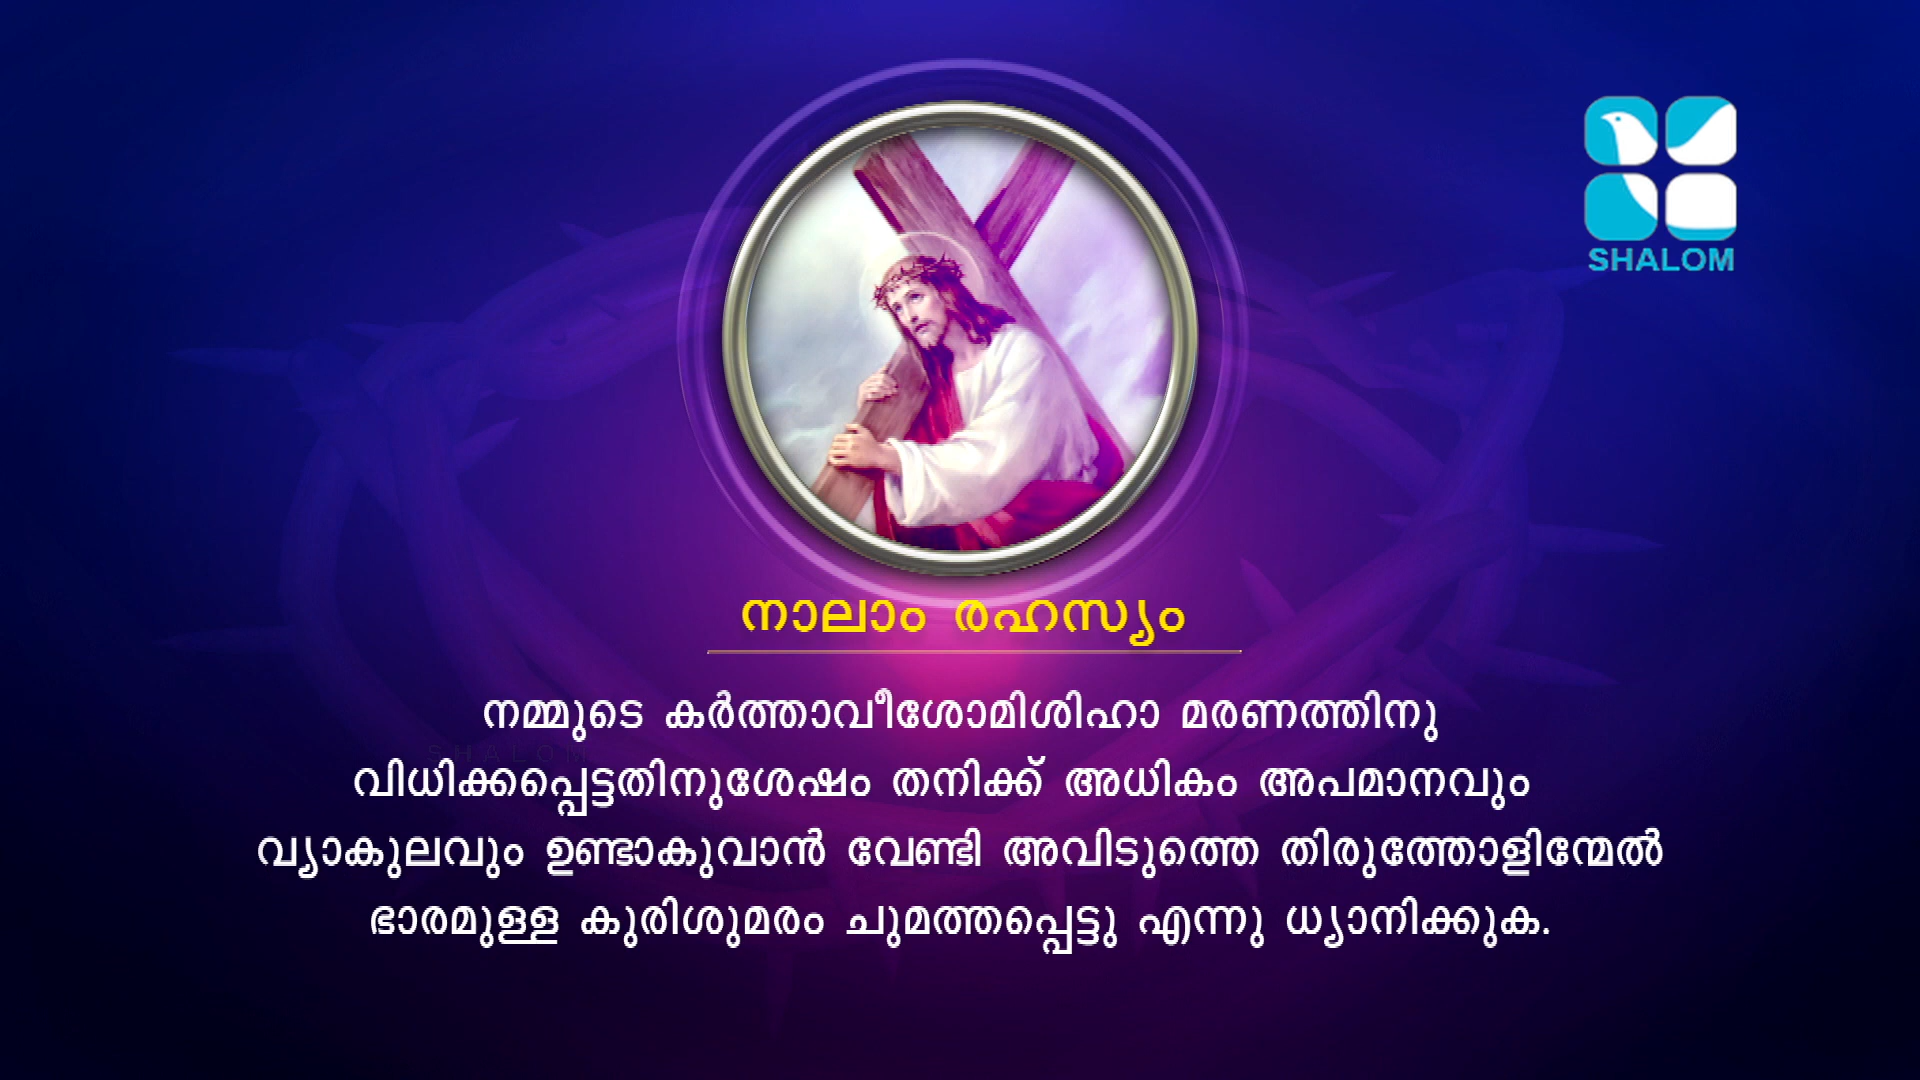 SHALOM
നാലാം രഹസ്യം
നമ്മുടെ കർത്താവീശോമിശിഹാ മരണത്തിനു
SHALOM
വിധിക്കപ്പെട്ടതിനുശേഷം തനിക്ക് അധികം അപമാനവും
വ്യാകുലവും ഉണ്ടാകുവാൻ വേണ്ടി അവിടുത്തെ തിരുത്തോളിന്മേൽ
ഭാരമുള്ള കുരിശുമരം ചുമത്തപ്പെട്ടു എന്നു ധ്യാനിക്കുക.